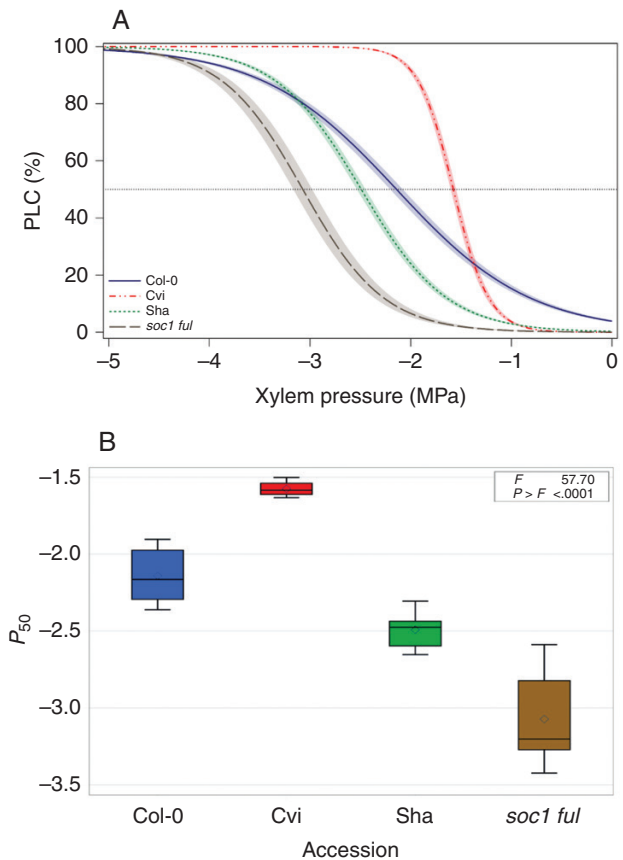 A
100
80
60
40
20
0
PLC (%)
Col-0
Cvi
Sha
soc1 ful
−5
−4
−3
−2
−1
0
Xylem pressure (MPa)
B
F 57.70
P > F <.0001
−1.5
−2.0
−2.5
−3.0
−3.5
P50
Col-0
Cvi
Sha
soc1 ful
Accession